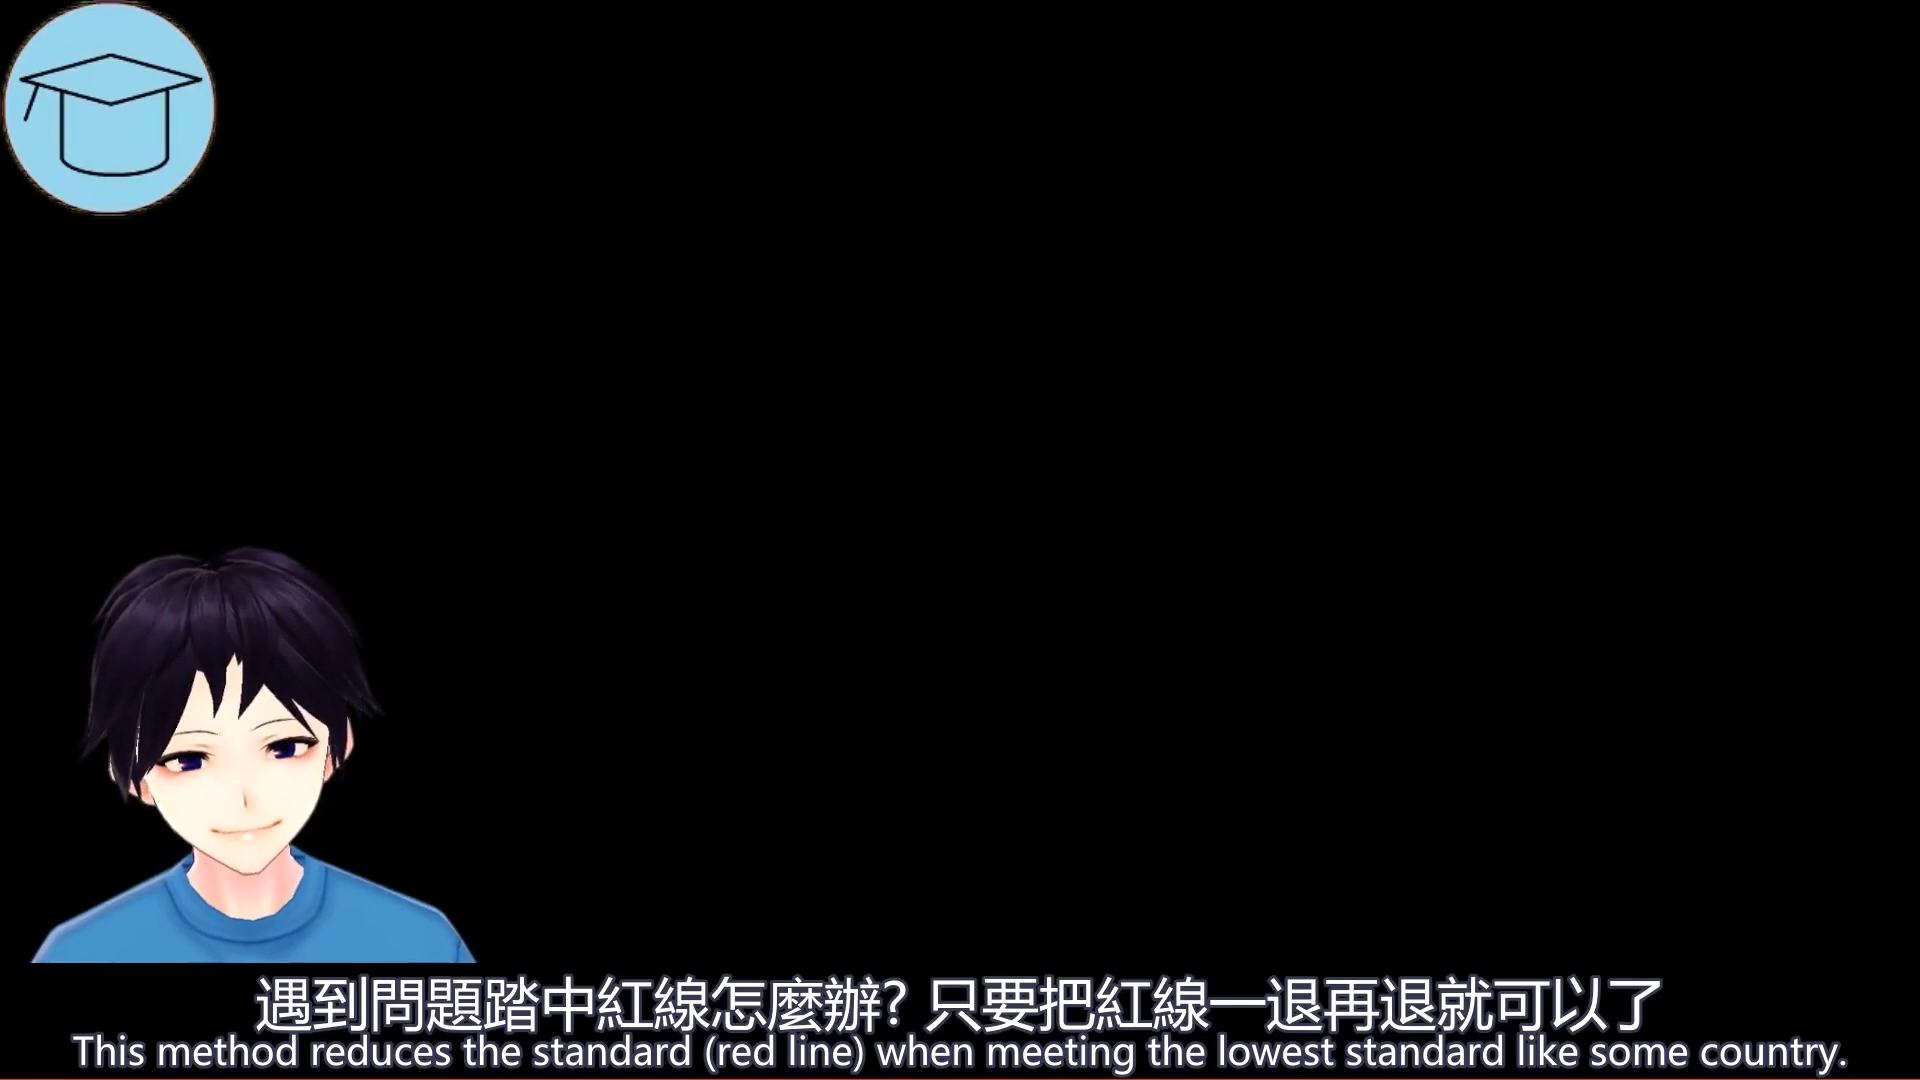 遇到問題踏中紅線怎麼辦? 只要把紅線一退再退就可以了
This method reduces the standard (red line) when meeting the lowest standard like some country.